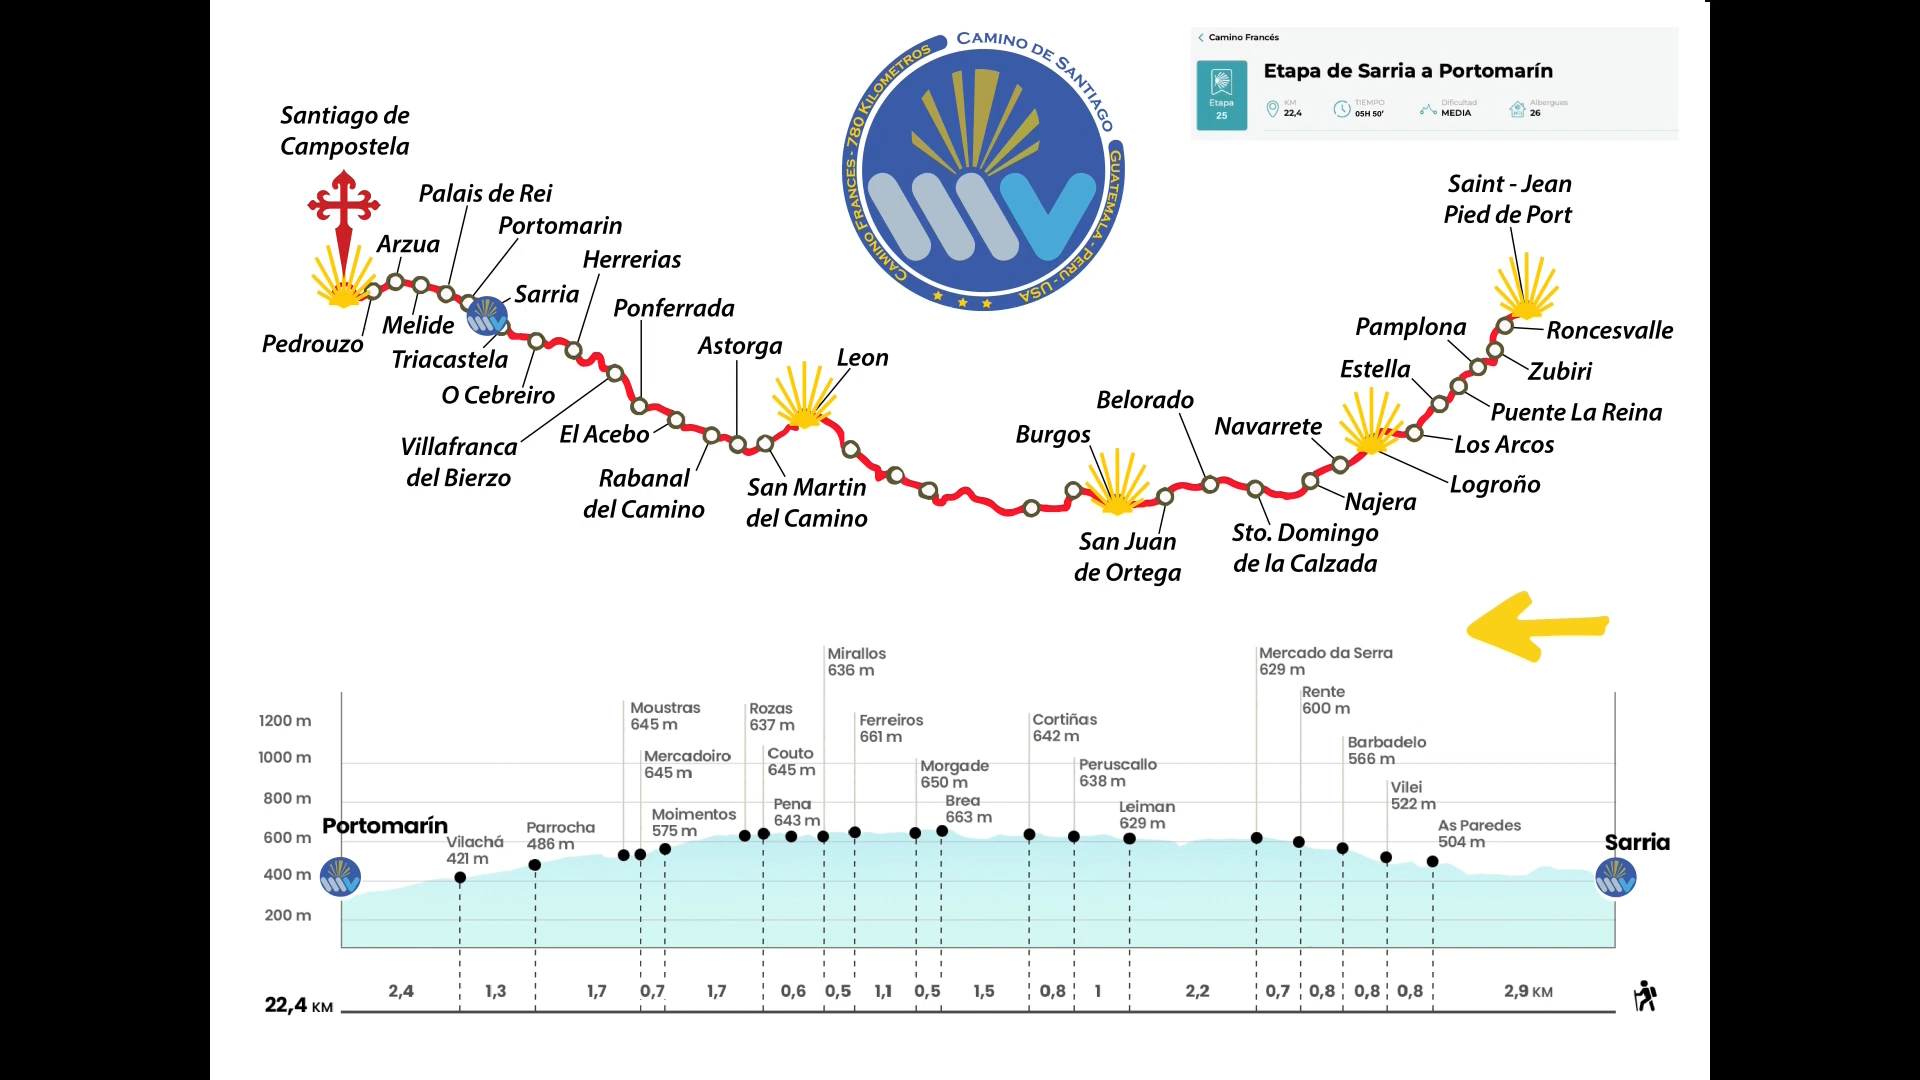 CAMINO DE SANTIAGO
CAMINO FRANCES - 780 KILOMETROS
GUATEMALA - PERU - USA
Camino Francés
Etapa de Sarria a Portomarín
Etapa
25
KM
22,4
TIEMPO
05H 50'
Dificultad
MEDIA
Albergues
26
Santiago de
Campostela
Palais de Rei
Portomarin
Arzua
Herrerias
Sarria
Ponferrada
Pedrouzo
Melide
Triacastela
O Cebreiro
Astorga
Leon
Villafranca
del Bierzo
El Acebo
Rabanal
del Camino
San Martin
del Camino
Burgos
Belorado
San Juan
de Ortega
Navarrete
Sto. Domingo
de la Calzada
Najera
Logroño
Los Arcos
Estella
Puente La Reina
Pamplona
Zubiri
Roncesvalle
Saint - Jean
Pied de Port
1200 m
1000 m
800 m
600 m
400 m
200 m
Portomarín
Vilachá
421 m
Parrocha
486 m
Moustras
645 m
Mercadoiro
645 m
Moimentos
575 m
Rozas
637 m
Couto
645 m
Pena
643 m
Mirallos
636 m
Ferreiros
661 m
Morgade
650 m
Brea
663 m
Cortiñas
642 m
Peruscallo
638 m
Leiman
629 m
Mercado da Serra
629 m
Rente
600 m
Barbadelo
566 m
Vilei
522 m
As Paredes
504 m
Sarria
22,4 KM
2,4 1,3 1,7 0,7 1,7 0,6 0,5 1,1 0,5 1,5 0,8 1 2,2 0,7 0,8 0,8 0,8 2,9 KM